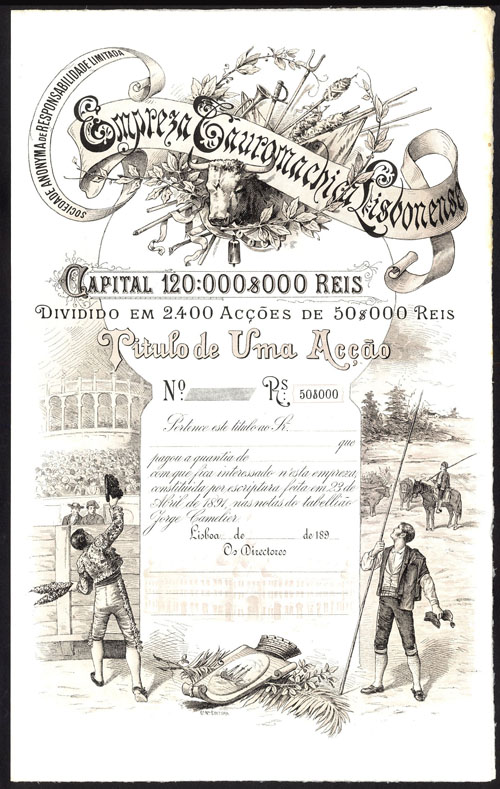 SOCIEDADE ANONYMA DE RESPONSABILIDADE LIMITADA
Empreza Tauromachica Lisbonense
CAPITAL 120:000$000 REIS
DIVIDIDO EM 2400 ACÇÕES DE 50$000 REIS
Titulo de Uma Acção
Nº Rs. 50$000
Pertence este titulo ao Sr.
que
pagou a quantia de
com que fica interessado n'esta empreza,
constituida por escriptura feita em 23 de
Abril de 1891, nas notas do tabellião
Jorge Camelier.
Lisboa de de 189
Os Directores